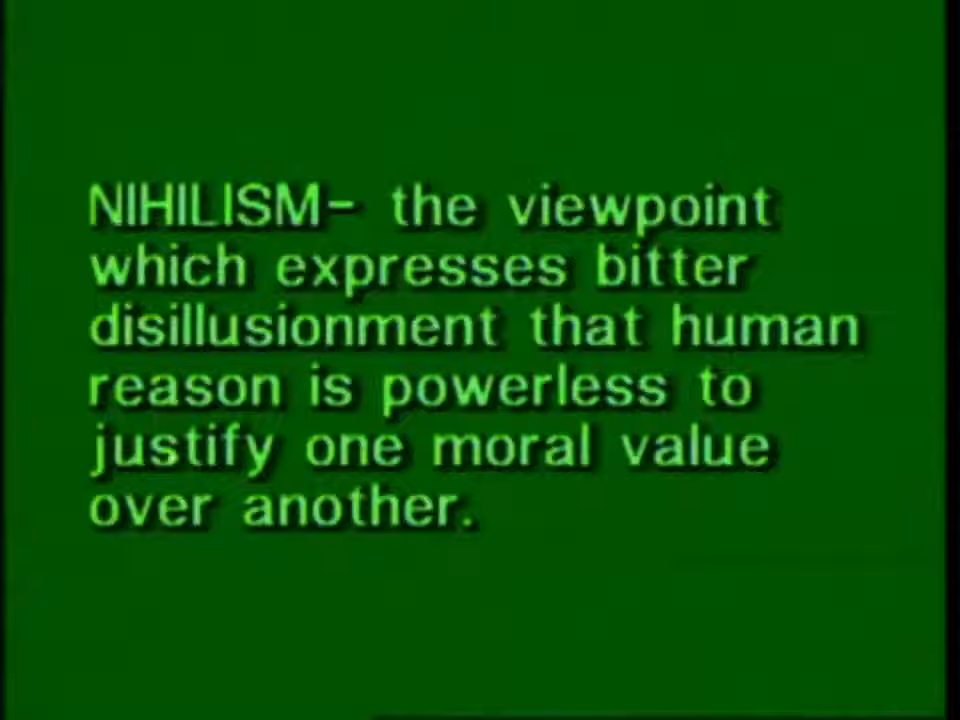 NIHILISM- the viewpoint
which expresses bitter
disillusionment that human
reason is powerless to
justify one moral value
over another.